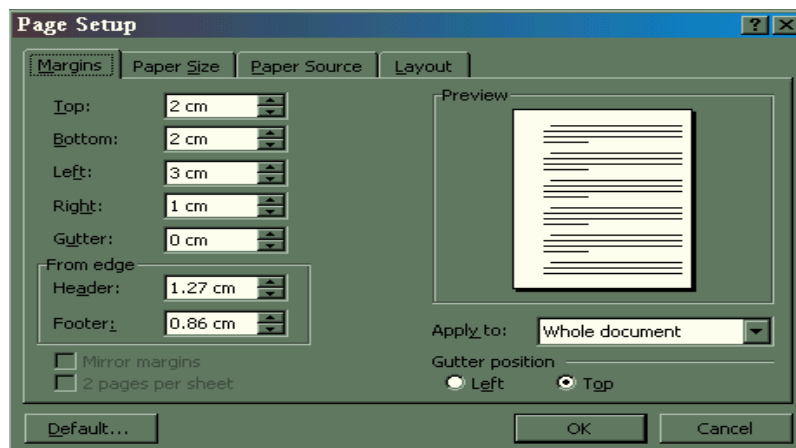 Page Setup
Margins Paper Size Paper Source Layout
Top: 2 cm
Bottom: 2 cm
Left: 3 cm
Right: 1 cm
Gutter: 0 cm
From edge
Header: 1.27 cm
Footer: 0.86 cm
Mirror margins
2 pages per sheet
Preview
Apply to: Whole document
Gutter position
Left Top
Default... OK Cancel